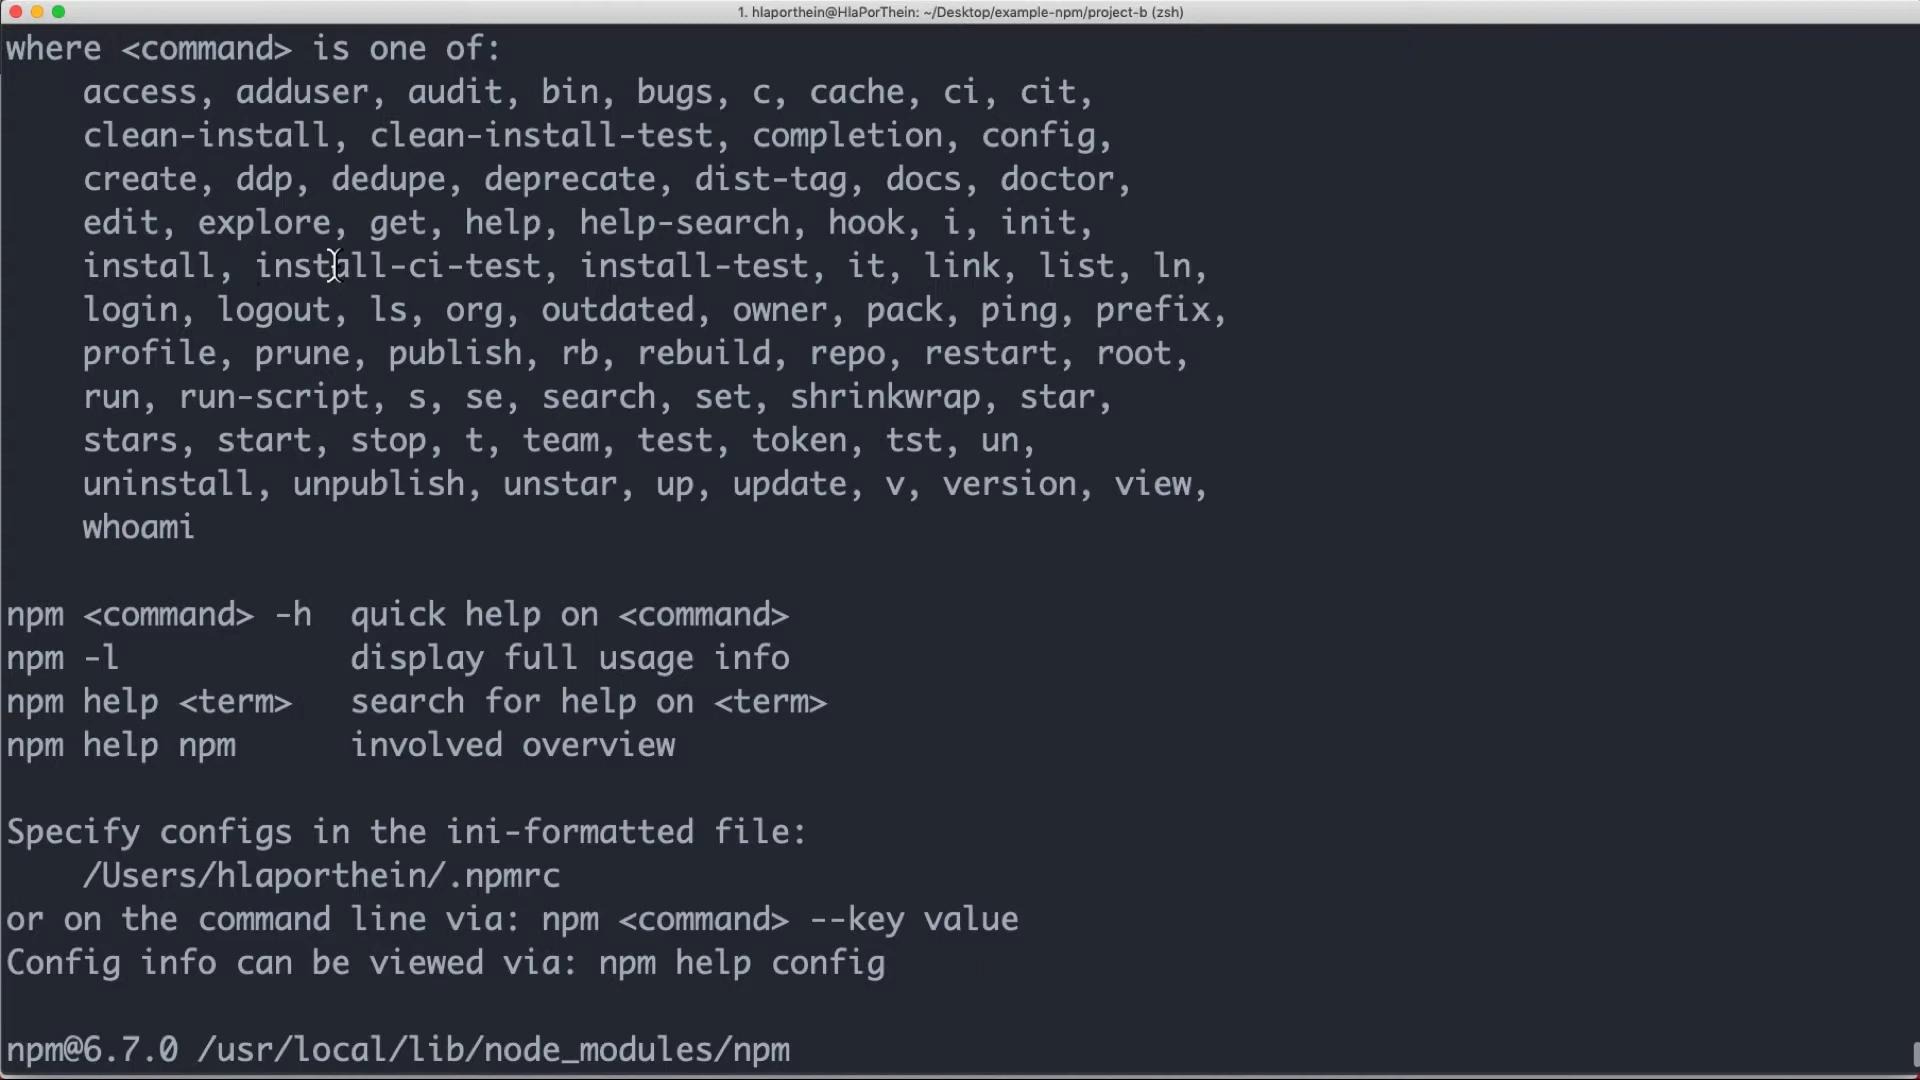 1. hlaporthein@HlaPorThein: ~/Desktop/example-npm/project-b (zsh)
where <command> is one of:
    access, adduser, audit, bin, bugs, c, cache, ci, cit,
    clean-install, clean-install-test, completion, config,
    create, ddp, dedupe, deprecate, dist-tag, docs, doctor,
    edit, explore, get, help, help-search, hook, i, init,
    install, install-ci-test, install-test, it, link, list, ln,
    login, logout, ls, org, outdated, owner, pack, ping, prefix,
    profile, prune, publish, rb, rebuild, repo, restart, root,
    run, run-script, s, se, search, set, shrinkwrap, star,
    stars, start, stop, t, team, test, token, tst, un,
    uninstall, unpublish, unstar, up, update, v, version, view,
    whoami

npm <command> -h  quick help on <command>
npm -l            display full usage info
npm help <term>   search for help on <term>
npm help npm      involved overview

Specify configs in the ini-formatted file:
    /Users/hlaporthein/.npmrc
or on the command line via: npm <command> --key value
Config info can be viewed via: npm help config

npm@6.7.0 /usr/local/lib/node_modules/npm